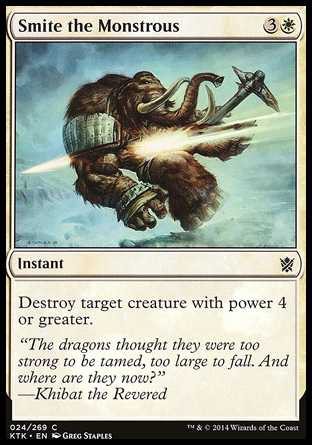 Smite the Monstrous 3
Instant
Destroy target creature with power 4
or greater.
“The dragons thought they were too
strong to be tamed, too large to fall. And
where are they now?”
—Khibat the Revered
024/269 C
KTK • EN Greg Staples
™ & © 2014 Wizards of the Coast